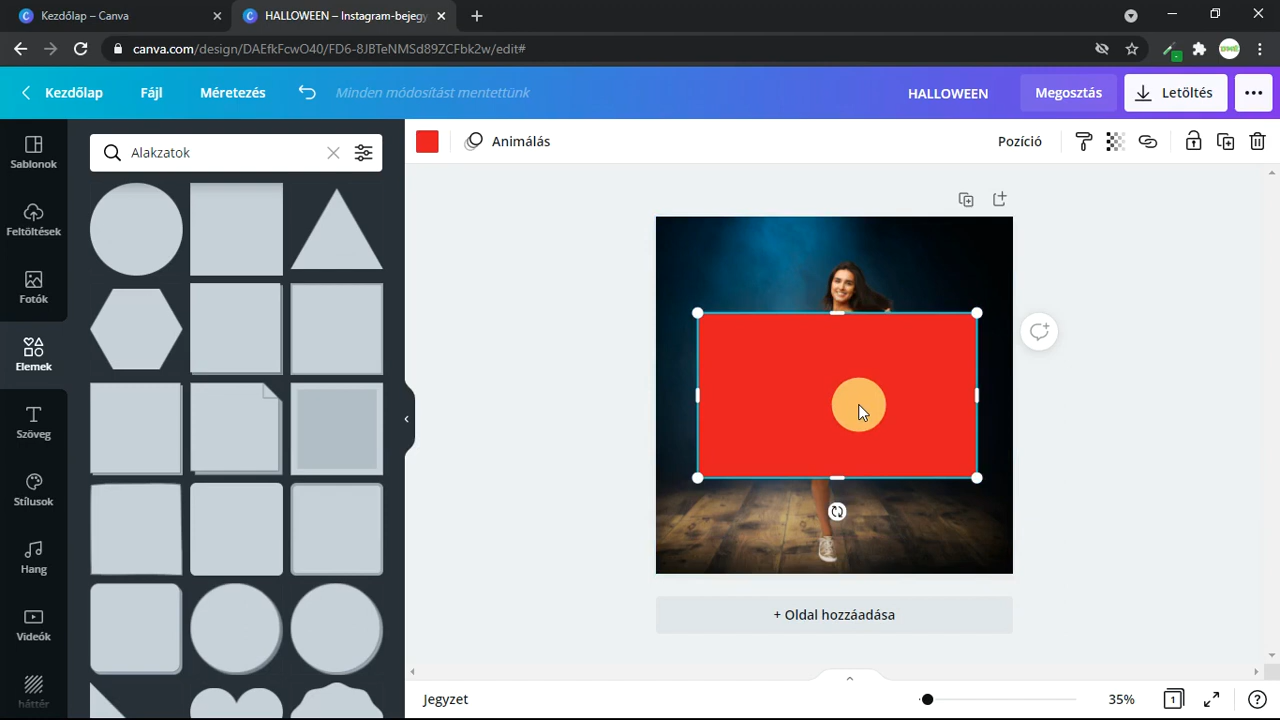 Kezdőlap – Canva
HALLOWEEN – Instagram-bejegy
canva.com/design/DAEfkFcwO40/FD6-8JBTeNMSd89ZCFbk2w/edit#
Kezdőlap
Fájl
Méretezés
Minden módosítást mentettünk
HALLOWEEN
Megosztás
Letöltés
Sablonok
Feltöltések
Fotók
Elemek
Szöveg
Stílusok
Hang
Videók
háttér
Alakzatok
Animálás
Pozíció
+ Oldal hozzáadása
Jegyzet
35%
1